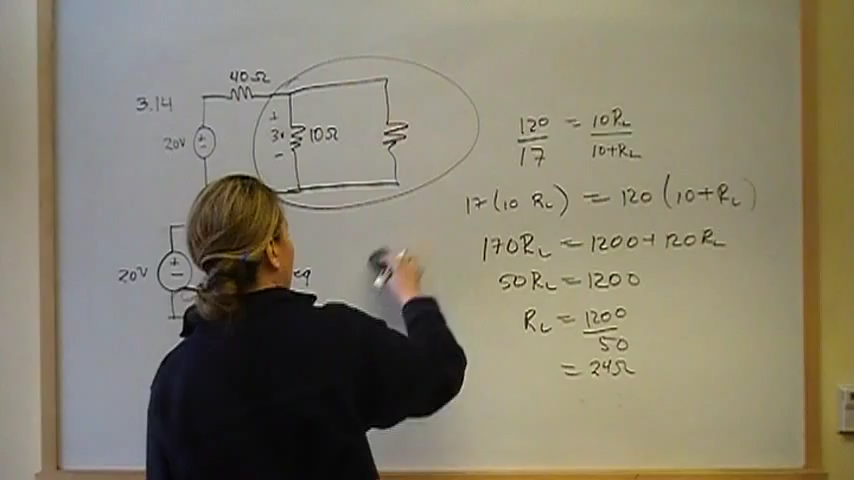 40Ω
3.14
+
3v
-
10Ω
20V
+
-
20V
+
-
eq
120/17 = 10RL/10+RL
17(10 RL) = 120(10+RL)
170RL = 1200+120RL
50RL = 1200
RL = 1200/50
= 24Ω